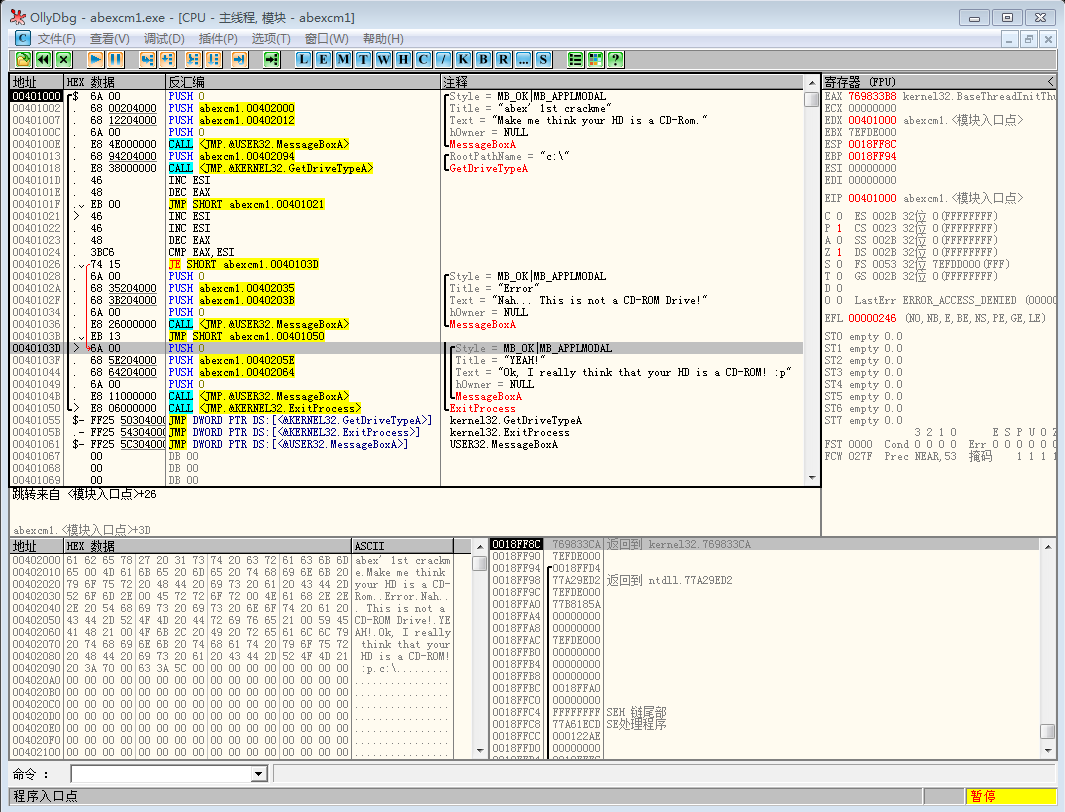 OllyDbg - abexcm1.exe - [CPU - 主线程, 模块 - abexcm1]
C 文件(F) 查看(V) 调试(D) 插件(P) 选项(T) 窗口(W) 帮助(H)
L E M T W H C / K B R ... S ?
地址 HEX 数据 反汇编 注释
00401000 r$ 6A 00 PUSH 0 Style = MB_OK|MB_APPLMODAL
00401002 . 68 00204000 PUSH abexcm1.00402000 Title = "abex' 1st crackme"
00401007 . 68 12204000 PUSH abexcm1.00402012 Text = "Make me think your HD is a CD-Rom."
0040100C . 6A 00 PUSH 0 hOwner = NULL
0040100E . E8 4E000000 CALL <JMP.&USER32.MessageBoxA> MessageBoxA
00401013 . 68 94204000 PUSH abexcm1.00402094 RootPathName = "c:\"
00401018 . E8 38000000 CALL <JMP.&KERNEL32.GetDriveTypeA> GetDriveTypeA
0040101D . 46 INC ESI
0040101E . 48 DEC EAX
0040101F . EB 00 JMP SHORT abexcm1.00401021
00401021 > 46 INC ESI
00401022 . 46 INC ESI
00401023 . 48 DEC EAX
00401024 . 3BC6 CMP EAX,ESI
00401026 . 74 15 JE SHORT abexcm1.0040103D
00401028 . 6A 00 PUSH 0 Style = MB_OK|MB_APPLMODAL
0040102A . 68 35204000 PUSH abexcm1.00402035 Title = "Error"
0040102F . 68 3B204000 PUSH abexcm1.0040203B Text = "Nah... This is not a CD-ROM Drive!"
00401034 . 6A 00 PUSH 0 hOwner = NULL
00401036 . E8 26000000 CALL <JMP.&USER32.MessageBoxA> MessageBoxA
0040103B . EB 13 JMP SHORT abexcm1.00401050
0040103D > 6A 00 PUSH 0 Style = MB_OK|MB_APPLMODAL
0040103F . 68 5E204000 PUSH abexcm1.0040205E Title = "YEAH!"
00401044 . 68 64204000 PUSH abexcm1.00402064 Text = "Ok, I really think that your HD is a CD-ROM! :p"
00401049 . 6A 00 PUSH 0 hOwner = NULL
0040104B . E8 11000000 CALL <JMP.&USER32.MessageBoxA> MessageBoxA
00401050 > E8 06000000 CALL <JMP.&KERNEL32.ExitProcess> ExitProcess
00401055 $- FF25 50304000 JMP DWORD PTR DS:[<&KERNEL32.GetDriveTypeA>] kernel32.GetDriveTypeA
0040105B .- FF25 54304000 JMP DWORD PTR DS:[<&KERNEL32.ExitProcess>] kernel32.ExitProcess
00401061 $- FF25 5C304000 JMP DWORD PTR DS:[<&USER32.MessageBoxA>] USER32.MessageBoxA
00401067 00 DB 00
00401068 00 DB 00
00401069 00 DB 00
跳转来自 <模块入口点>+26
abexcm1.<模块入口点>+3D
寄存器 (FPU) <
EAX 769833B8 kernel32.BaseThreadInitThu
ECX 00000000
EDX 00401000 abexcm1.<模块入口点>
EBX 7EFDE000
ESP 0018FF8C
EBP 0018FF94
ESI 00000000
EDI 00000000
EIP 00401000 abexcm1.<模块入口点>
C 0 ES 002B 32位 0(FFFFFFFF)
P 1 CS 0023 32位 0(FFFFFFFF)
A 0 SS 002B 32位 0(FFFFFFFF)
Z 1 DS 002B 32位 0(FFFFFFFF)
S 0 FS 0053 32位 7EFDD000(FFF)
T 0 GS 002B 32位 0(FFFFFFFF)
D 0
O 0 LastErr ERROR_ACCESS_DENIED (00000
EFL 00000246 (NO,NB,E,BE,NS,PE,GE,LE)
ST0 empty 0.0
ST1 empty 0.0
ST2 empty 0.0
ST3 empty 0.0
ST4 empty 0.0
ST5 empty 0.0
ST6 empty 0.0
ST7 empty 0.0
3 2 1 0 E S P U O Z
FST 0000 Cond 0 0 0 0 Err 0 0 0 0 0 0
FCW 027F Prec NEAR,53 掩码 1 1 1 1
地址 HEX 数据 ASCII
00402000 61 62 65 78 27 20 31 73 74 20 63 72 61 63 6B 6D abex' 1st crackm
00402010 65 00 4D 61 6B 65 20 6D 65 20 74 68 69 6E 6B 20 e.Make me think
00402020 79 6F 75 72 20 48 44 20 69 73 20 61 20 43 44 2D your HD is a CD-
00402030 52 6F 6D 2E 00 45 72 72 6F 72 00 4E 61 68 2E 2E Rom..Error.Nah..
00402040 2E 20 54 68 69 73 20 69 73 20 6E 6F 74 20 61 20 . This is not a
00402050 43 44 2D 52 4F 4D 20 44 72 69 76 65 21 00 59 45 CD-ROM Drive!.YE
00402060 41 48 21 00 4F 6B 2C 20 49 20 72 65 61 6C 6C 79 AH!.Ok, I really
00402070 20 74 68 69 6E 6B 20 74 68 61 74 20 79 6F 75 72 think that your
00402080 20 48 44 20 69 73 20 61 20 43 44 2D 52 4F 4D 21 HD is a CD-ROM!
00402090 20 3A 70 00 63 3A 5C 00 00 00 00 00 00 00 00 00 :p.c:\.........
004020A0 00 00 00 00 00 00 00 00 00 00 00 00 00 00 00 00 ................
004020B0 00 00 00 00 00 00 00 00 00 00 00 00 00 00 00 00 ................
004020C0 00 00 00 00 00 00 00 00 00 00 00 00 00 00 00 00 ................
004020D0 00 00 00 00 00 00 00 00 00 00 00 00 00 00 00 00 ................
004020E0 00 00 00 00 00 00 00 00 00 00 00 00 00 00 00 00 ................
004020F0 00 00 00 00 00 00 00 00 00 00 00 00 00 00 00 00 ................
00402100 00 00 00 00 00 00 00 00 00 00 00 00 00 00 00 00 ................
0018FF8C 769833CA 返回到 kernel32.769833CA
0018FF90 7EFDE000
0018FF94 0018FFD4
0018FF98 77A29ED2 返回到 ntdll.77A29ED2
0018FF9C 7EFDE000
0018FFA0 77B8185A
0018FFA4 00000000
0018FFA8 00000000
0018FFAC 7EFDE000
0018FFB0 00000000
0018FFB4 00000000
0018FFB8 00000000
0018FFBC 0018FFA0
0018FFC0 00000000
0018FFC4 FFFFFFFF SEH 链尾部
0018FFC8 77A61ECD SE处理程序
0018FFCC 000122AE
0018FFD0 00000000
命令 :
程序入口点 暂停